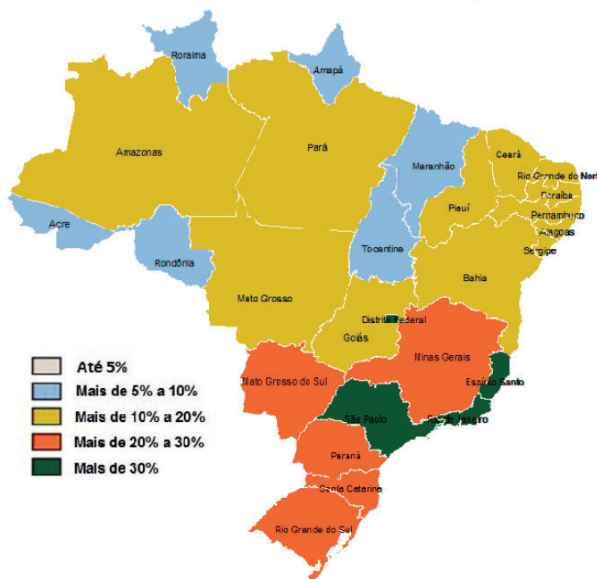 Roraima
Amapá
Amazonas
Pará
Maranhão
Ceará
Rio Grande do Nort
Paraíba
Piauí
Pernambuco
Alagoas
Sergipe
Acre
Rondônia
Tocantins
Bahia
Mato Grosso
Distrito Federal
Goiás
Minas Gerais
Mato Grosso do Sul
Espírito Santo
São Paulo
Rio de Janeiro
Paraná
Santa Catarina
Rio Grande do Sul
Até 5%
Mais de 5% a 10%
Mais de 10% a 20%
Mais de 20% a 30%
Mais de 30%